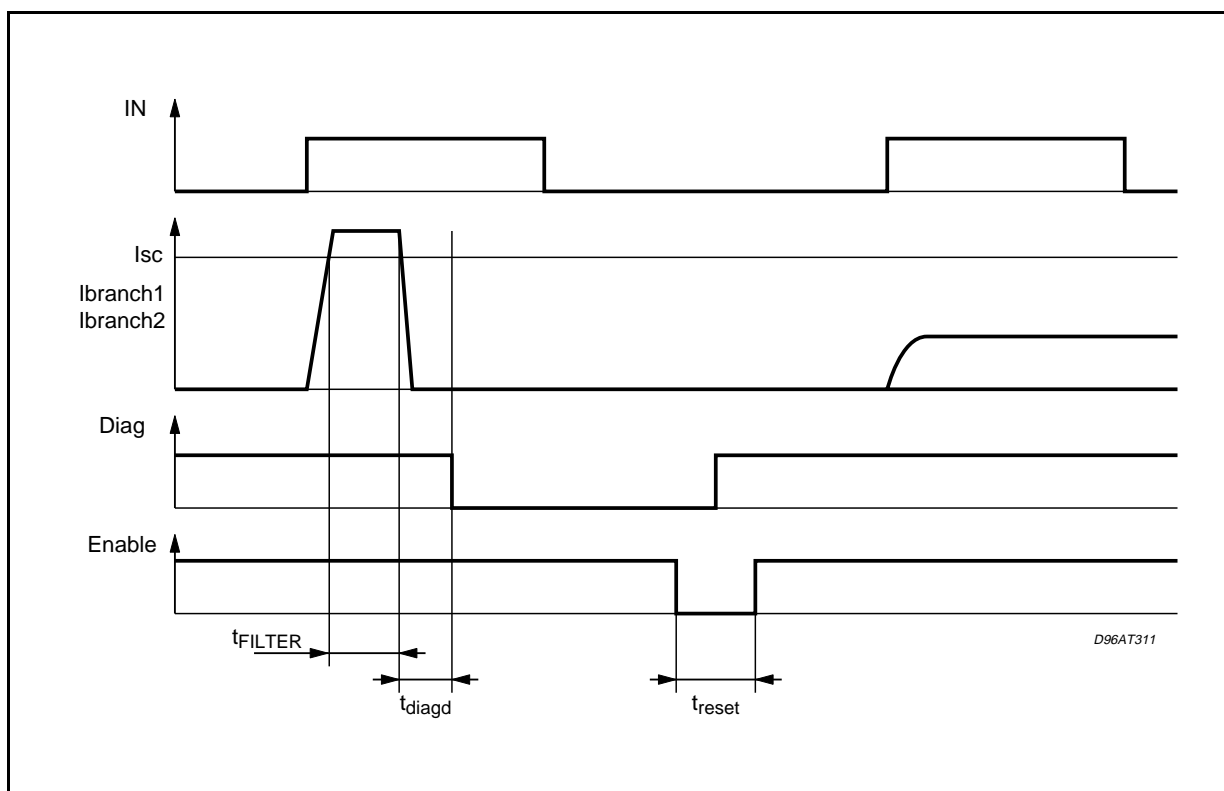 IN
Isc
Ibranch1
Ibranch2
Diag
Enable
tFILTER
D96AT311
tdiagd
treset